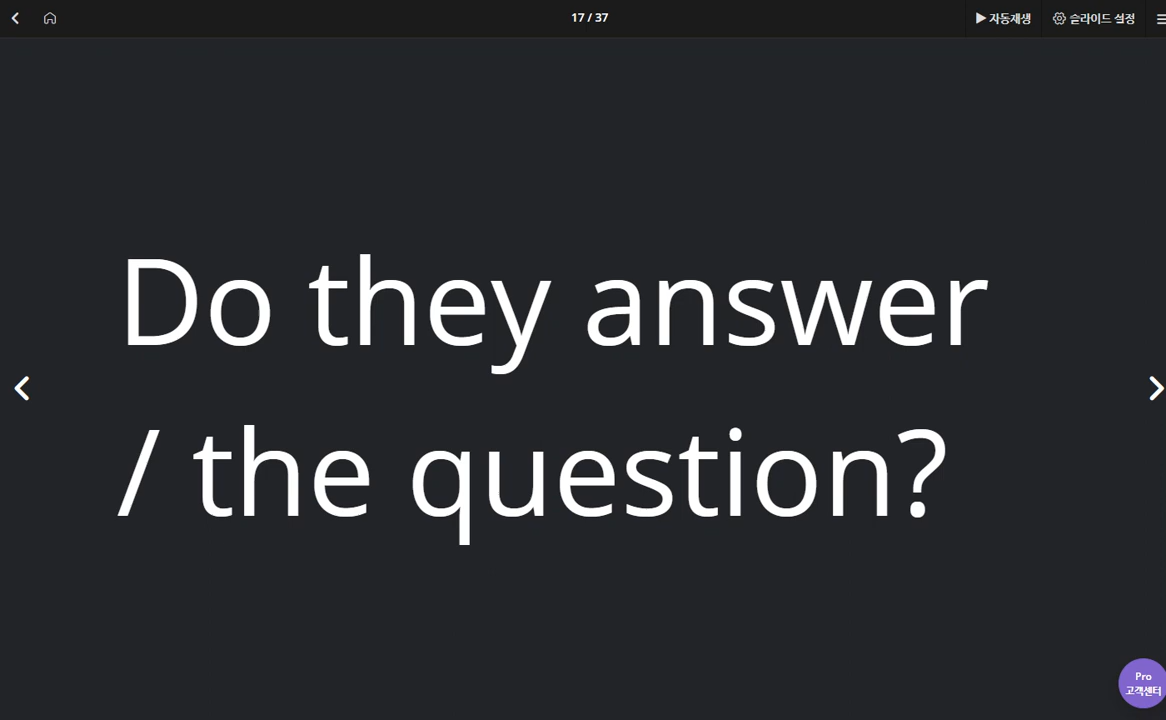 17 / 37
▶ 자동재생
슬라이드 설정
Do they answer
/ the question?
Pro
고객센터